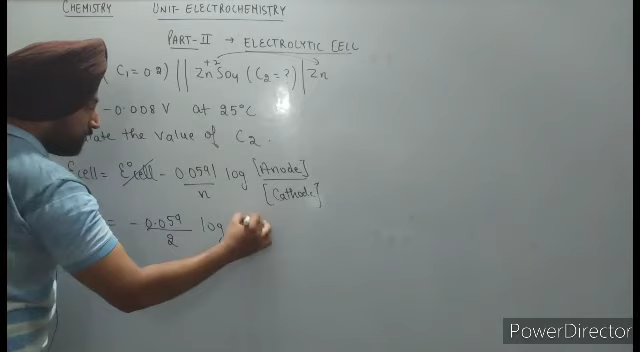 CHEMISTRY UNIT-ELECTROCHEMISTRY
PART-II → ELECTROLYTIC CELL
( C₁=0.2) || Zn⁺²SO₄ (C₂=?) | Zn
-0.008 V at 25°C
the value of C₂.
Ecell= E°cell - 0.0591/n log [Anode]/[Cathode]
= - 0.059/2 log
PowerDirector